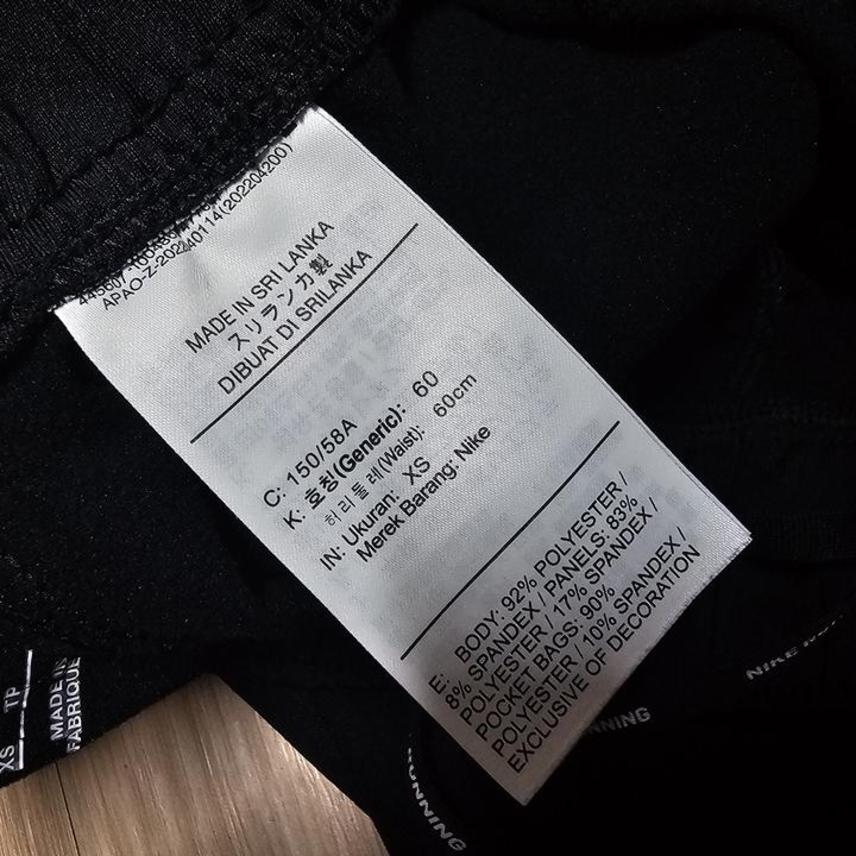 APAO-Z-202240114(202204200)
MADE IN SRI LANKA
スリランカ製
DIBUAT DI SRILANKA
C: 150/58A
K: 호칭(Generic): 60
허리둘레(Waist): 60cm
IN: Ukuran: XS
Merek Barang: Nike
E: BODY: 92% POLYESTER /
8% SPANDEX / PANELS: 83%
POLYESTER / 17% SPANDEX /
POCKET BAGS: 90%
POLYESTER / 10% SPANDEX /
EXCLUSIVE OF DECORATION
XS TP
MADE IN
FABRIQUE
RUNNING
NIKE